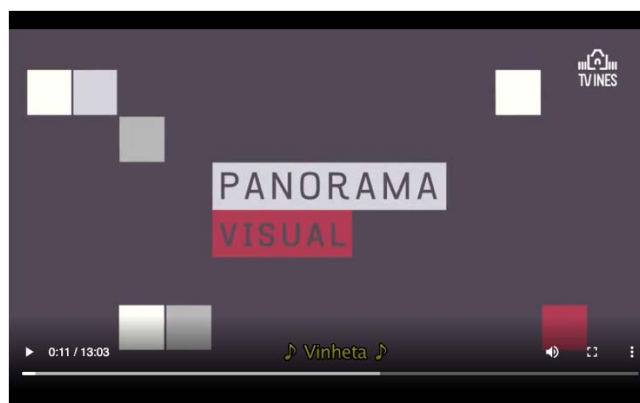 TV INES
PANORAMA
VISUAL
0:11 / 13:03
♪ Vinheta ♪